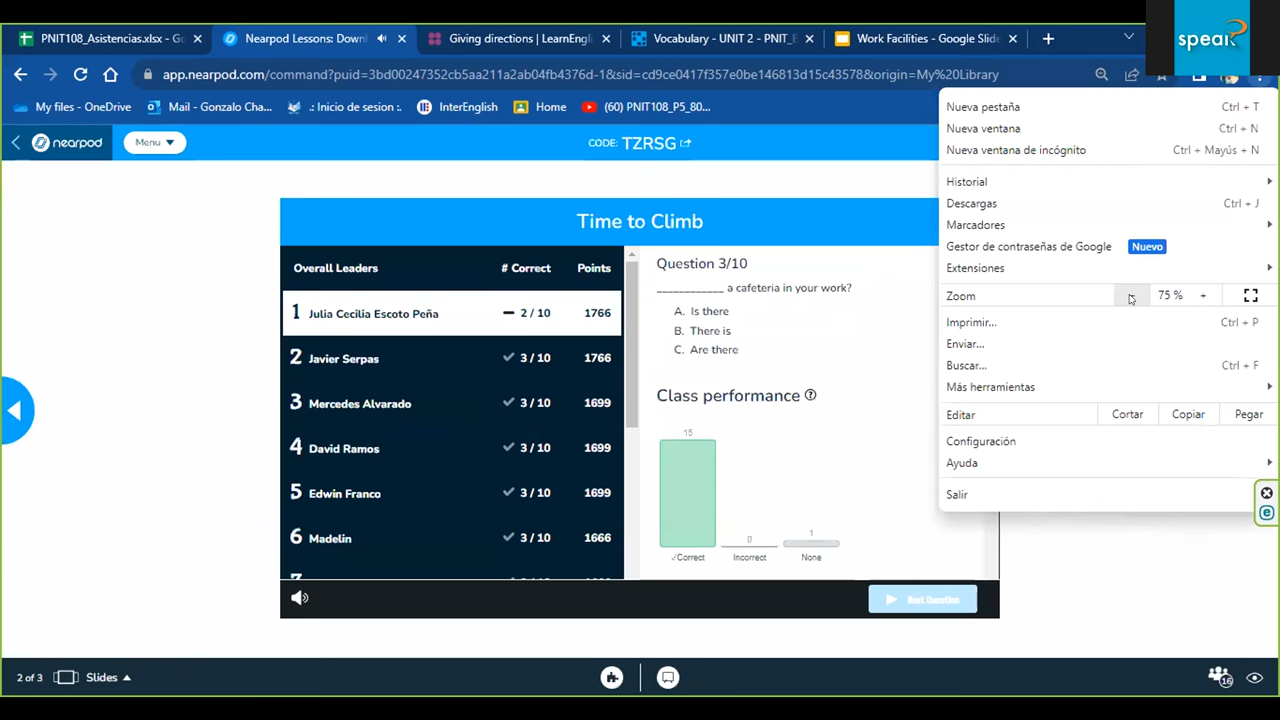 PNIT108_Asistencias.xlsx - Go
Nearpod Lessons: Downl
Giving directions | LearnEnglis
Vocabulary - UNIT 2 - PNIT_
Work Facilities - Google Slide
speak
app.nearpod.com/command?puid=3bd00247352cb5aa211a2ab04fb4376d-1&sid=cd9ce0417f357e0be146813d15c43578&origin=My%20Library
My files - OneDrive
Mail - Gonzalo Cha...
.: Inicio de sesion :.
InterEnglish
Home
(60) PNIT108_P5_80...
nearpod
Menu
CODE: TZRSG
Time to Climb
Overall Leaders # Correct Points
1 Julia Cecilia Escoto Peña 2 / 10 1766
2 Javier Serpas 3 / 10 1766
3 Mercedes Alvarado 3 / 10 1699
4 David Ramos 3 / 10 1699
5 Edwin Franco 3 / 10 1699
6 Madelin 3 / 10 1666
Question 3/10
____________ a cafeteria in your work?
A. Is there
B. There is
C. Are there
Class performance
15
0
1
✓Correct
Incorrect
None
Next Question
Nueva pestaña Ctrl + T
Nueva ventana Ctrl + N
Nueva ventana de incógnito Ctrl + Mayús + N
Historial
Descargas Ctrl + J
Marcadores
Gestor de contraseñas de Google Nuevo
Extensiones
Zoom - 75 % +
Imprimir... Ctrl + P
Enviar...
Buscar... Ctrl + F
Más herramientas
Editar Cortar Copiar Pegar
Configuración
Ayuda
Salir
2 of 3
Slides
16